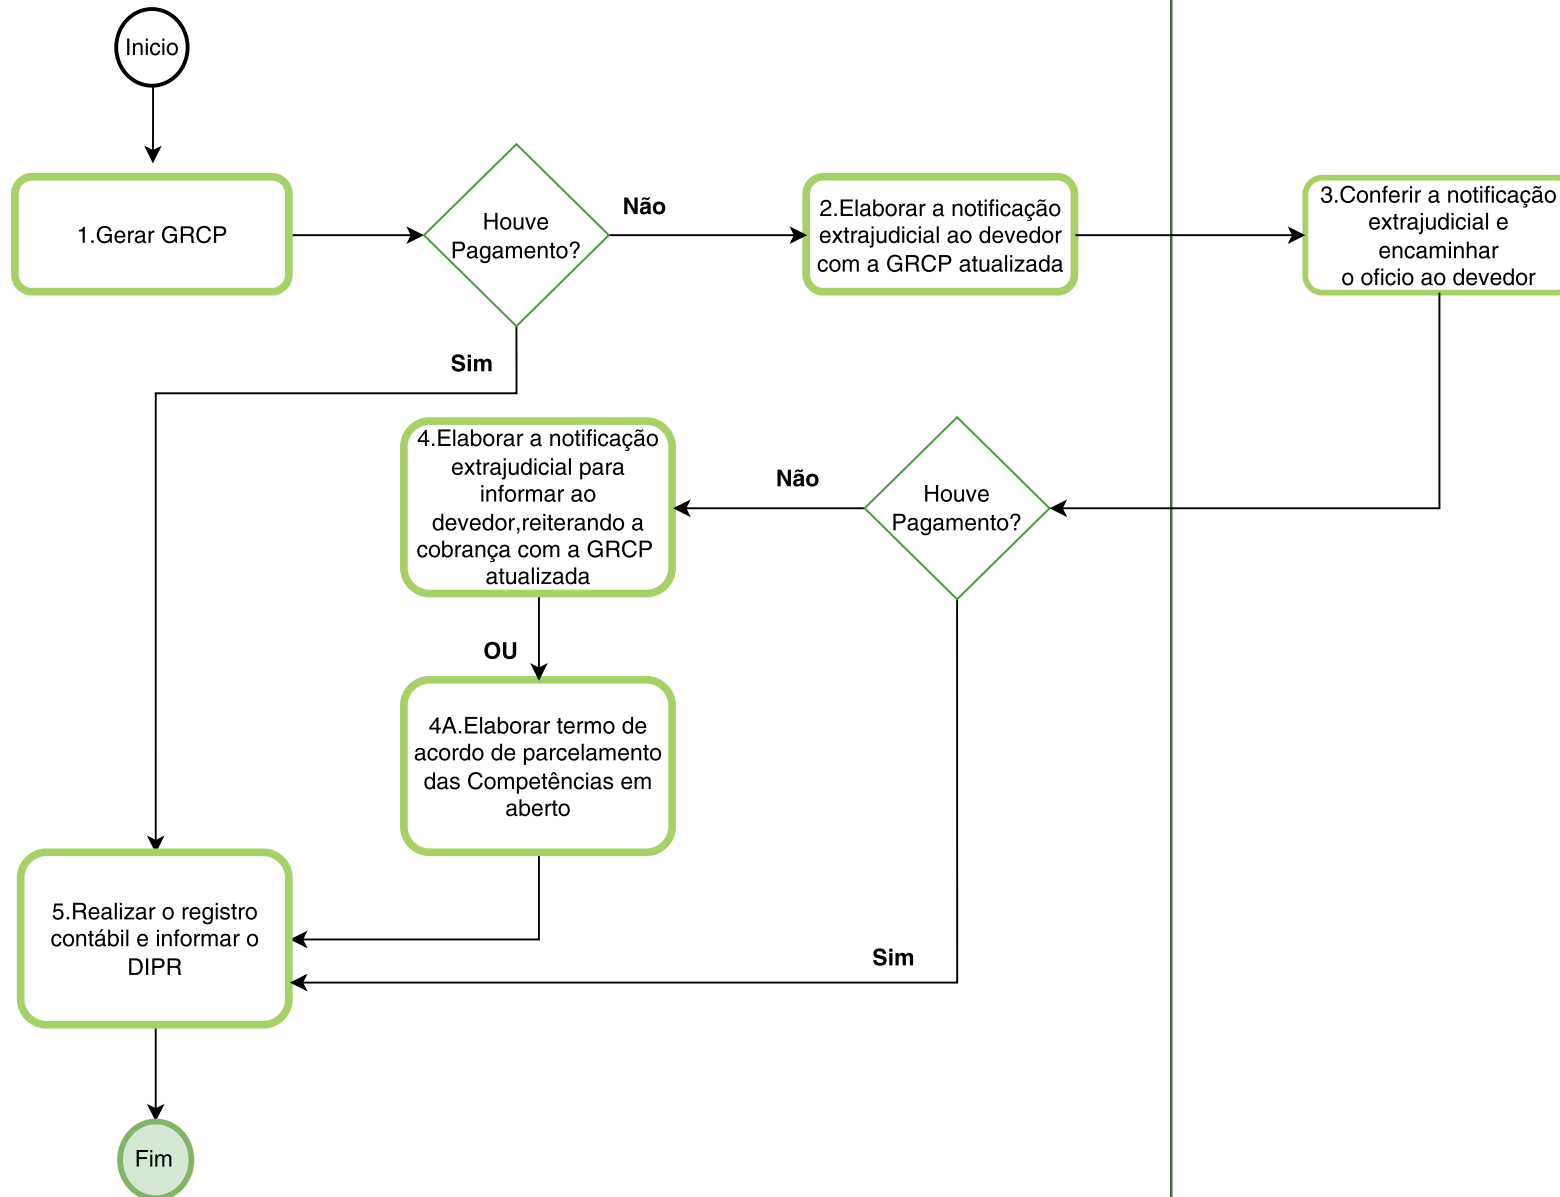 Inicio
1.Gerar GRCP
Houve
Pagamento?
Não
2.Elaborar a notificação
extrajudicial ao devedor
com a GRCP atualizada
3.Conferir a notificação
extrajudicial e
encaminhar
o oficio ao devedor
Sim
4.Elaborar a notificação
extrajudicial para
informar ao
devedor,reiterando a
cobrança com a GRCP
atualizada
Não
Houve
Pagamento?
OU
4A.Elaborar termo de
acordo de parcelamento
das Competências em
aberto
5.Realizar o registro
contábil e informar o
DIPR
Sim
Fim